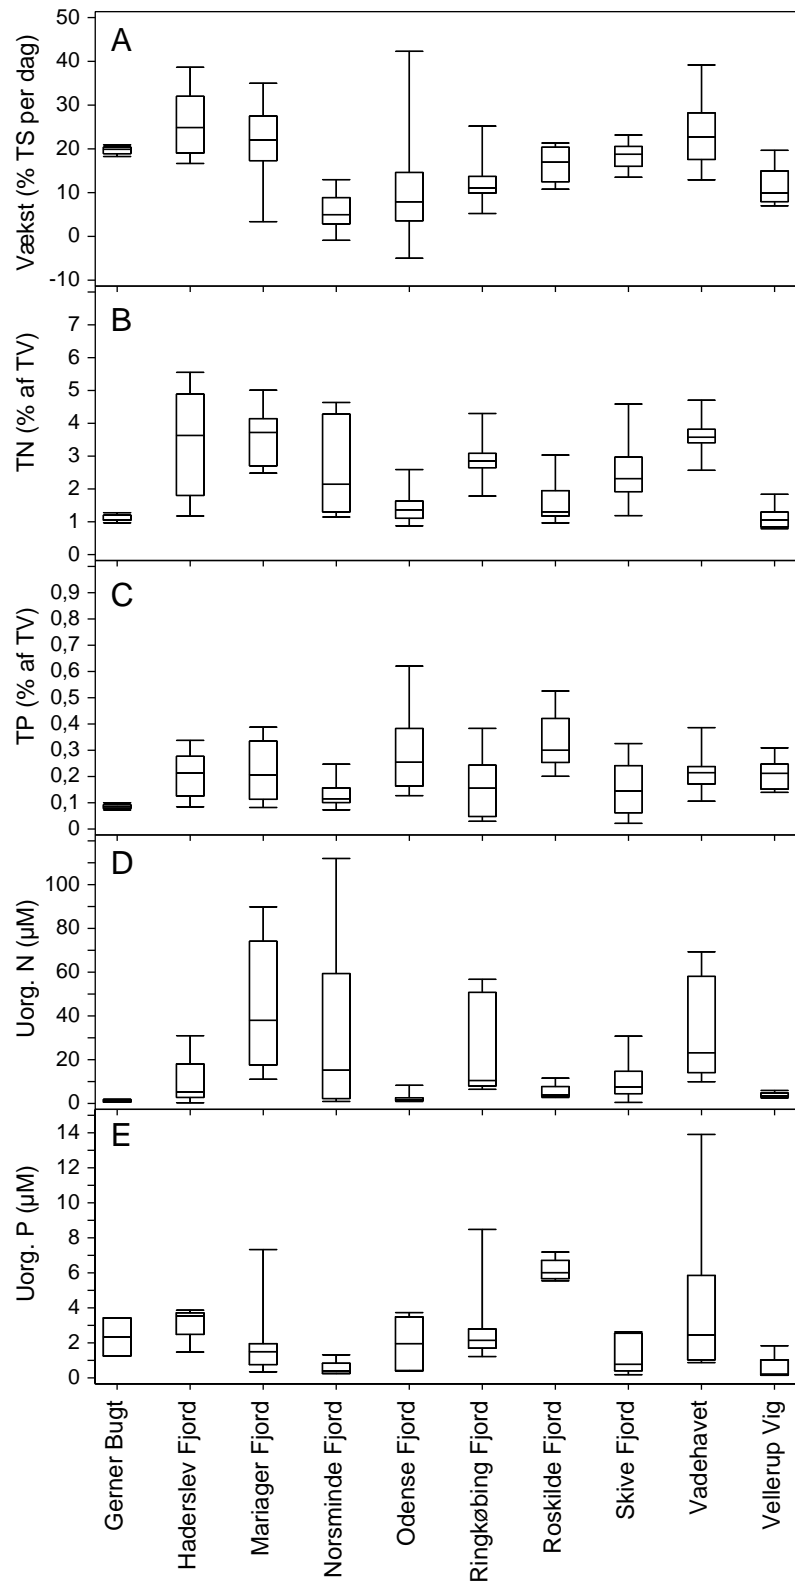 A
Vækst (% TS per dag)
50
40
30
20
10
0
-10
B
TN (% af TV)
7
6
5
4
3
2
1
0
C
TP (% af TV)
0,9
0,8
0,7
0,6
0,5
0,4
0,3
0,2
0,1
0
D
Uorg. N (µM)
100
80
60
40
20
0
E
Uorg. P (µM)
14
12
10
8
6
4
2
0
Gerner Bugt
Haderslev Fjord
Mariager Fjord
Norsminde Fjord
Odense Fjord
Ringkøbing Fjord
Roskilde Fjord
Skive Fjord
Vadehavet
Vellerup Vig